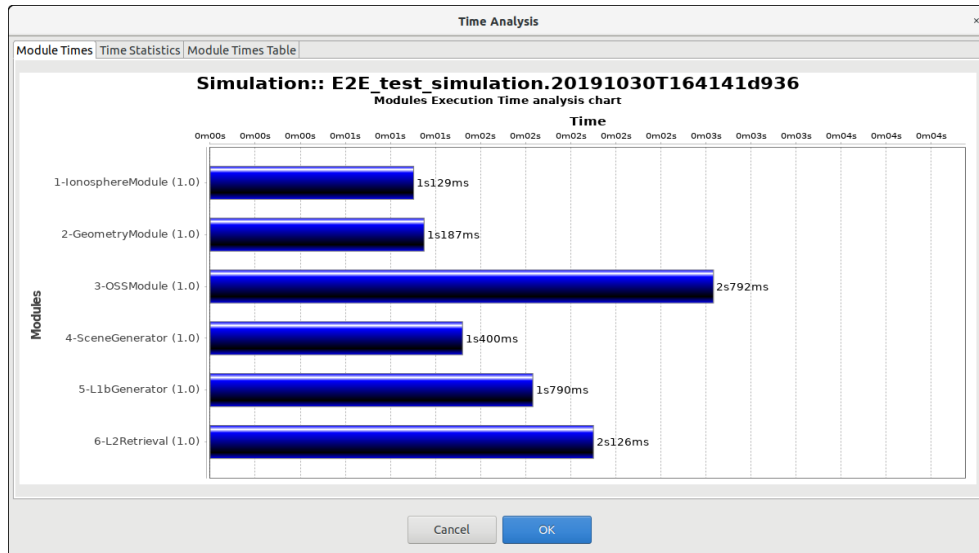 Time Analysis
×
Module Times Time Statistics Module Times Table
Simulation:: E2E_test_simulation.20191030T164141d936
Modules Execution Time analysis chart
Time
0m00s 0m00s 0m00s 0m01s 0m01s 0m01s 0m02s 0m02s 0m02s 0m02s 0m02s 0m03s 0m03s 0m03s 0m04s 0m04s 0m04s
Modules
1-IonosphereModule (1.0) 1s129ms
2-GeometryModule (1.0) 1s187ms
3-OSSModule (1.0) 2s792ms
4-SceneGenerator (1.0) 1s400ms
5-L1bGenerator (1.0) 1s790ms
6-L2Retrieval (1.0) 2s126ms
Cancel OK